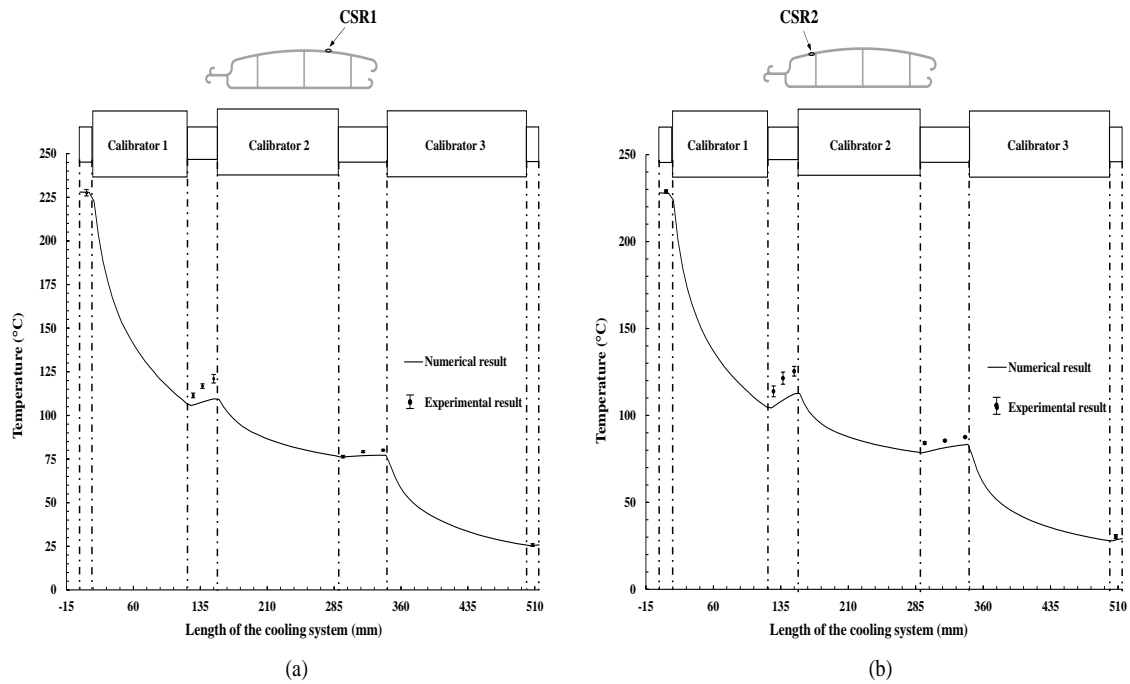 CSR1
Calibrator 1
Calibrator 2
Calibrator 3
250
225
200
175
150
125
100
75
50
25
0
Temperature (°C)
Numerical result
Experimental result
-15
60
135
210
285
360
435
510
Length of the cooling system (mm)
(a)
CSR2
Calibrator 1
Calibrator 2
Calibrator 3
250
200
150
100
50
0
Temperature (°C)
Numerical result
Experimental result
-15
60
135
210
285
360
435
510
Length of the cooling system (mm)
(b)